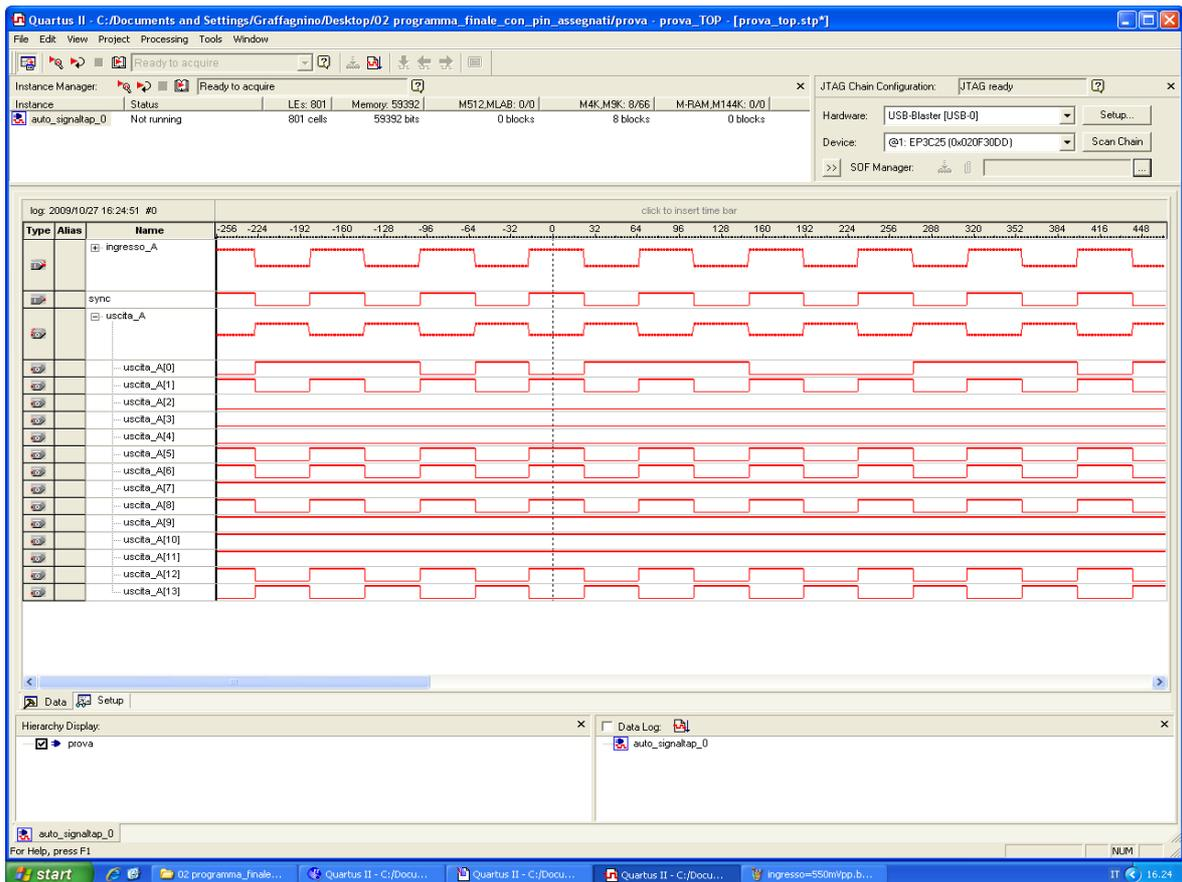 Quartus II - C:/Documents and Settings/Graffagnino/Desktop/02 programma_finale_con_pin_assegnati/prova - prova_TOP - [prova_top.stp*]
File Edit View Project Processing Tools Window
Ready to acquire
Instance Manager: Ready to acquire
Instance Status LEs: 801 Memory: 59392 M512,MLAB: 0/0 M4K,M9K: 8/66 M-RAM,M144K: 0/0
auto_signaltap_0 Not running 801 cells 59392 bits 0 blocks 8 blocks 0 blocks
JTAG Chain Configuration: JTAG ready
Hardware: USB-Blaster [USB-0] Setup...
Device: @1: EP3C25 (0x020F30DD) Scan Chain
>> SOF Manager: ...
log: 2009/10/27 16:24:51 #0 click to insert time bar
Type Alias Name -256 -224 -192 -160 -128 -96 -64 -32 0 32 64 96 128 160 192 224 256 288 320 352 384 416 448
ingresso_A
sync
uscita_A
uscita_A[0]
uscita_A[1]
uscita_A[2]
uscita_A[3]
uscita_A[4]
uscita_A[5]
uscita_A[6]
uscita_A[7]
uscita_A[8]
uscita_A[9]
uscita_A[10]
uscita_A[11]
uscita_A[12]
uscita_A[13]
Data Setup
Hierarchy Display:
prova
Data Log:
auto_signaltap_0
auto_signaltap_0
For Help, press F1 NUM
start 02 programma_finale... Quartus II - C:/Docu... Quartus II - C:/Docu... Quartus II - C:/Docu... ingresso=550mVpp.b... IT 16.24